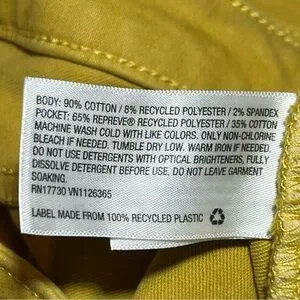 BODY: 90% COTTON / 8% RECYCLED POLYESTER / 2% SPANDEX
POCKET: 65% REPREVE® RECYCLED POLYESTER / 35% COTTON
MACHINE WASH COLD WITH LIKE COLORS. ONLY NON-CHLORINE
BLEACH IF NEEDED. TUMBLE DRY LOW. WARM IRON IF NEEDED.
DO NOT USE DETERGENTS WITH OPTICAL BRIGHTENERS, FULLY
DISSOLVE DETERGENT BEFORE USE, DO NOT LEAVE GARMENT
SOAKING.
RN17730 VN1126365
LABEL MADE FROM 100% RECYCLED PLASTIC